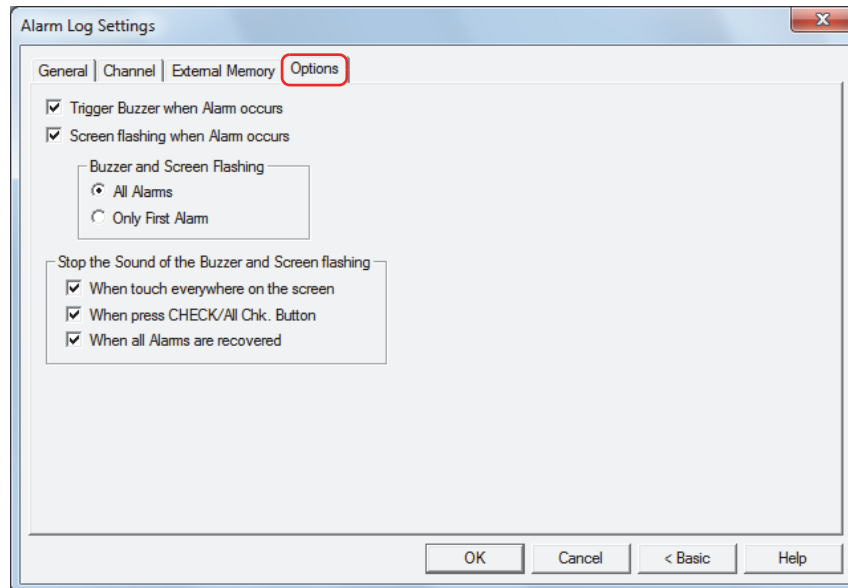 Alarm Log Settings
General Channel External Memory Options
Trigger Buzzer when Alarm occurs
Screen flashing when Alarm occurs
Buzzer and Screen Flashing
All Alarms
Only First Alarm
Stop the Sound of the Buzzer and Screen flashing
When touch everywhere on the screen
When press CHECK/All Chk. Button
When all Alarms are recovered
OK Cancel < Basic Help